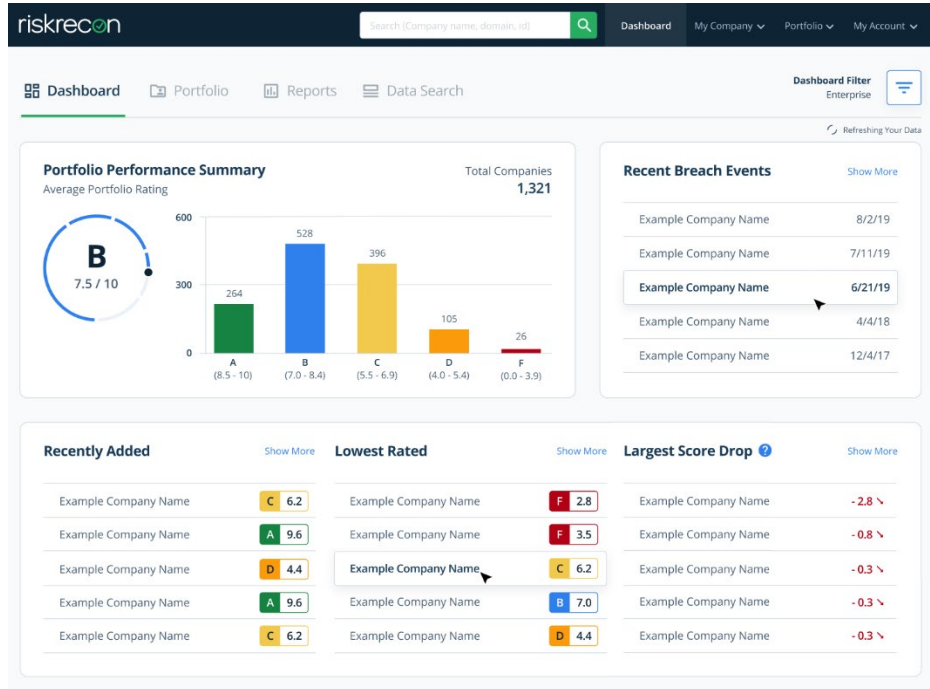 riskrecon
Search (Company name, domain, id)
Dashboard My Company Portfolio My Account
Dashboard Portfolio Reports Data Search
Dashboard Filter
Enterprise
Refreshing Your Data
Portfolio Performance Summary
Average Portfolio Rating
Total Companies
1,321
B
7.5 / 10
600
300
0
264
528
396
105
26
A B C D F
(8.5 - 10) (7.0 - 8.4) (5.5 - 6.9) (4.0 - 5.4) (0.0 - 3.9)
Recent Breach Events Show More
Example Company Name 8/2/19
Example Company Name 7/11/19
Example Company Name 6/21/19
Example Company Name 4/4/18
Example Company Name 12/4/17
Recently Added Show More
Example Company Name C 6.2
Example Company Name A 9.6
Example Company Name D 4.4
Example Company Name A 9.6
Example Company Name C 6.2
Lowest Rated Show More
Example Company Name F 2.8
Example Company Name F 3.5
Example Company Name C 6.2
Example Company Name B 7.0
Example Company Name D 4.4
Largest Score Drop ? Show More
Example Company Name - 2.8
Example Company Name - 0.8
Example Company Name - 0.3
Example Company Name - 0.3
Example Company Name - 0.3